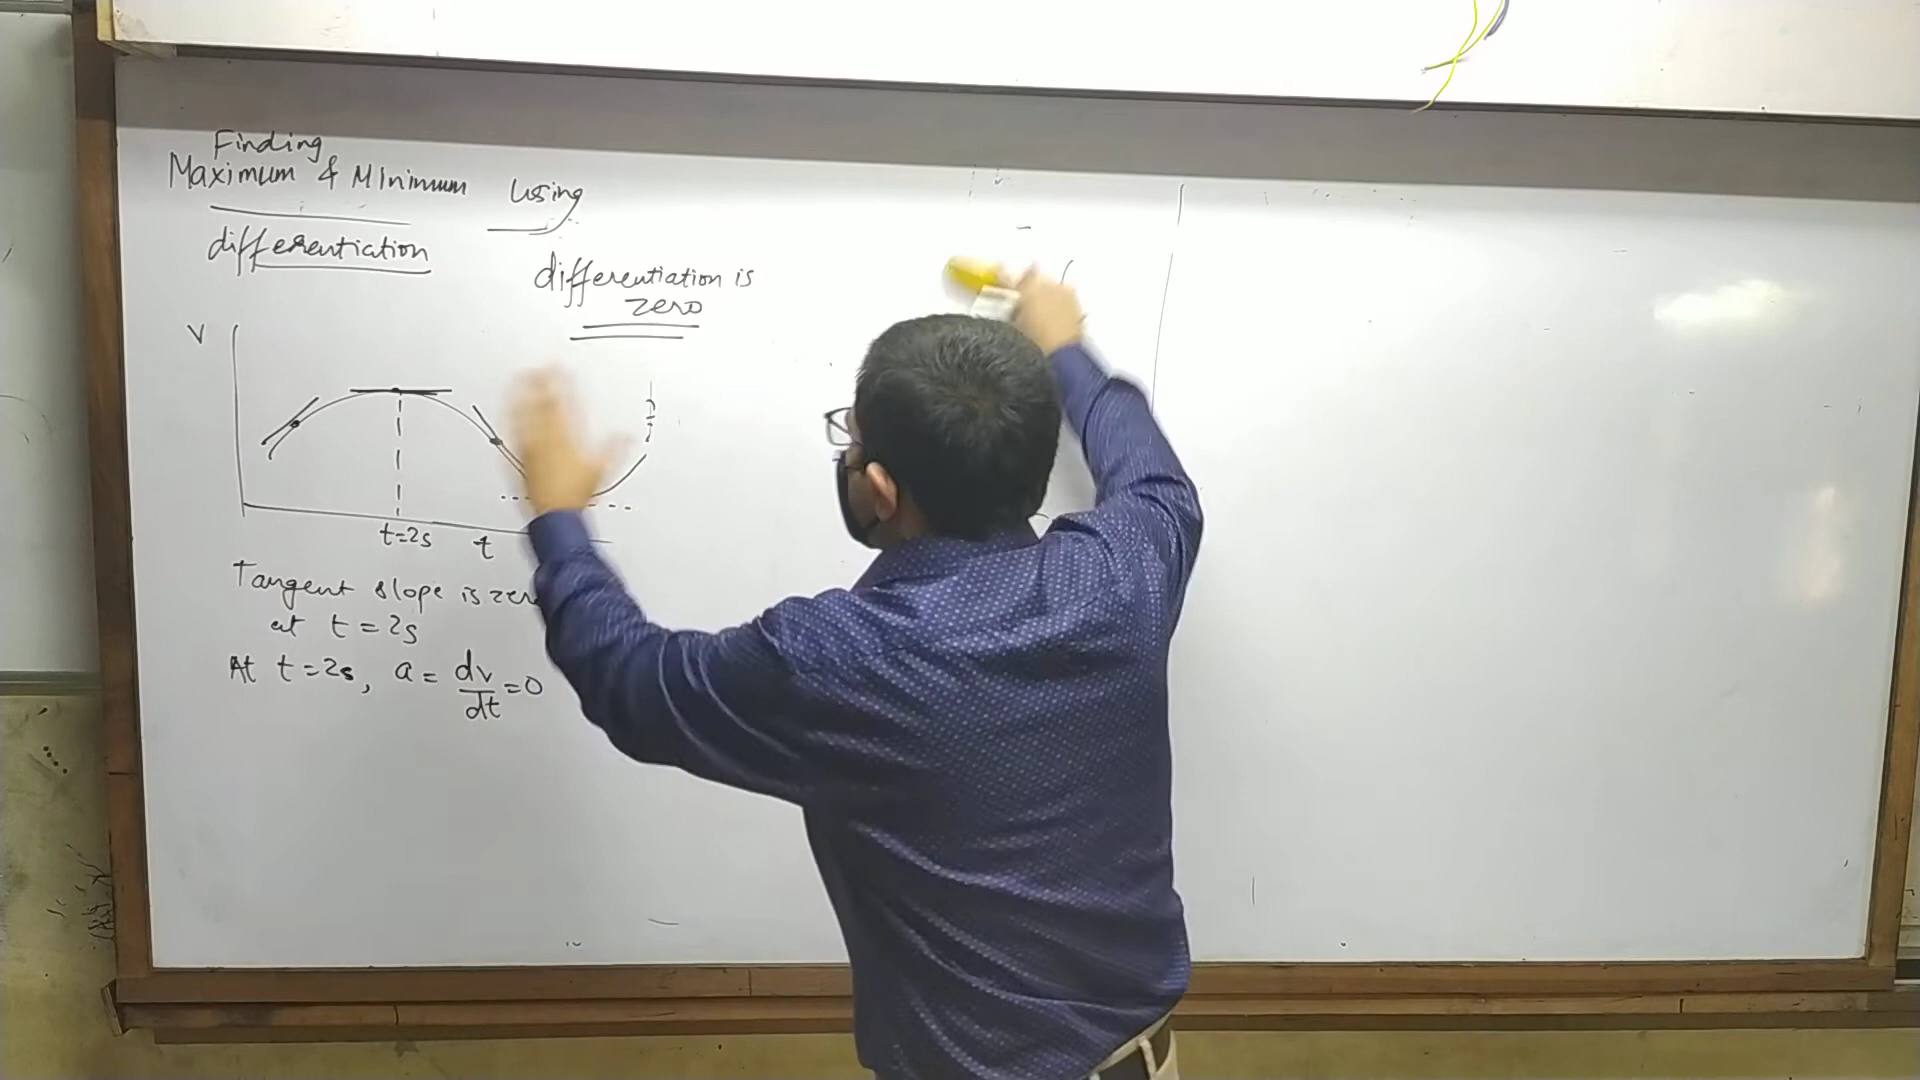 Finding
Maximum & Minimum using
differentiation
differentiation is
zero
V
t=2s t
Tangent slope is zero
at t = 2s
At t=2s, a = dv/dt = 0